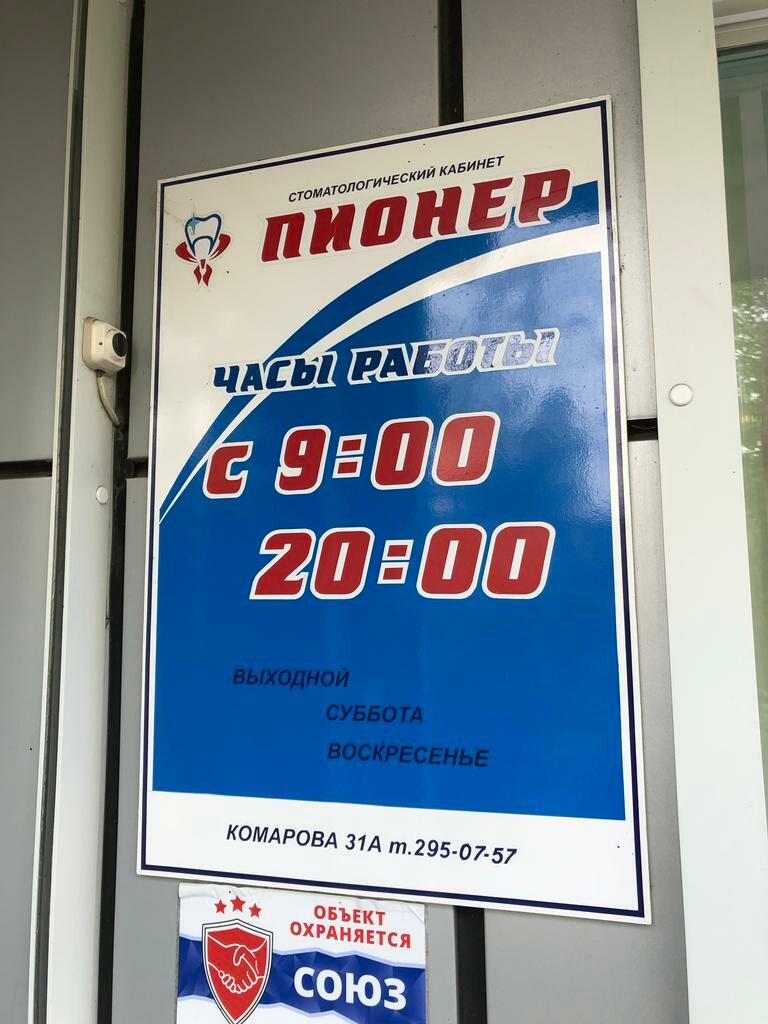 СТОМАТОЛОГИЧЕСКИЙ КАБИНЕТ
ПИОНЕР
ЧАСЫ РАБОТЫ
С 9:00
20:00
ВЫХОДНОЙ
СУББОТА
ВОСКРЕСЕНЬЕ
КОМАРОВА 31А т.295-07-57
ОБЪЕКТ
ОХРАНЯЕТСЯ
СОЮЗ